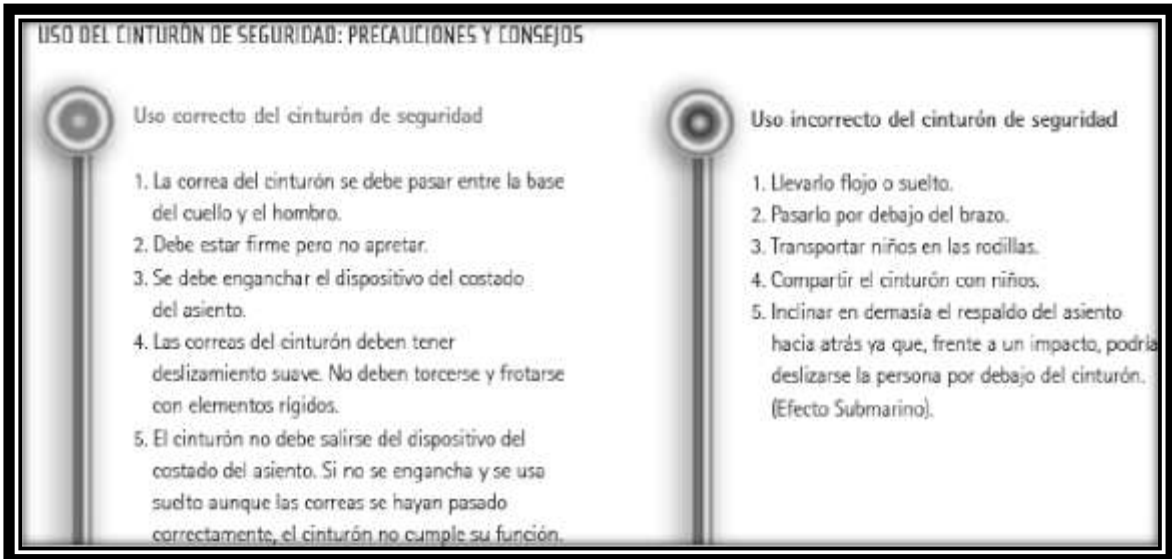 USO DEL CINTURÓN DE SEGURIDAD: PRECAUCIONES Y CONSEJOS
Uso correcto del cinturón de seguridad
1. La correa del cinturón se debe pasar entre la base
del cuello y el hombro.
2. Debe estar firme pero no apretar.
3. Se debe enganchar el dispositivo del costado
del asiento.
4. Las correas del cinturón deben tener
deslizamiento suave. No deben torcerse y frotarse
con elementos rígidos.
5. El cinturón no debe salirse del dispositivo del
costado del asiento. Si no se engancha y se usa
suelto aunque las correas se hayan pasado
correctamente, el cinturón no cumple su función.
Uso incorrecto del cinturón de seguridad
1. Llevarlo flojo o suelto.
2. Pasarlo por debajo del brazo.
3. Transportar niños en las rodillas.
4. Compartir el cinturón con niños.
5. Inclinar en demasía el respaldo del asiento
hacia atrás ya que, frente a un impacto, podría
deslizarse la persona por debajo del cinturón.
(Efecto Submarino).